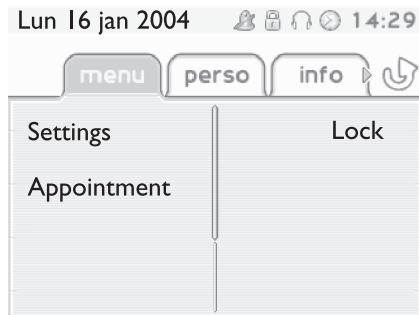 Lun 16 jan 2004 14:29
menu perso info
Settings Lock
Appointment